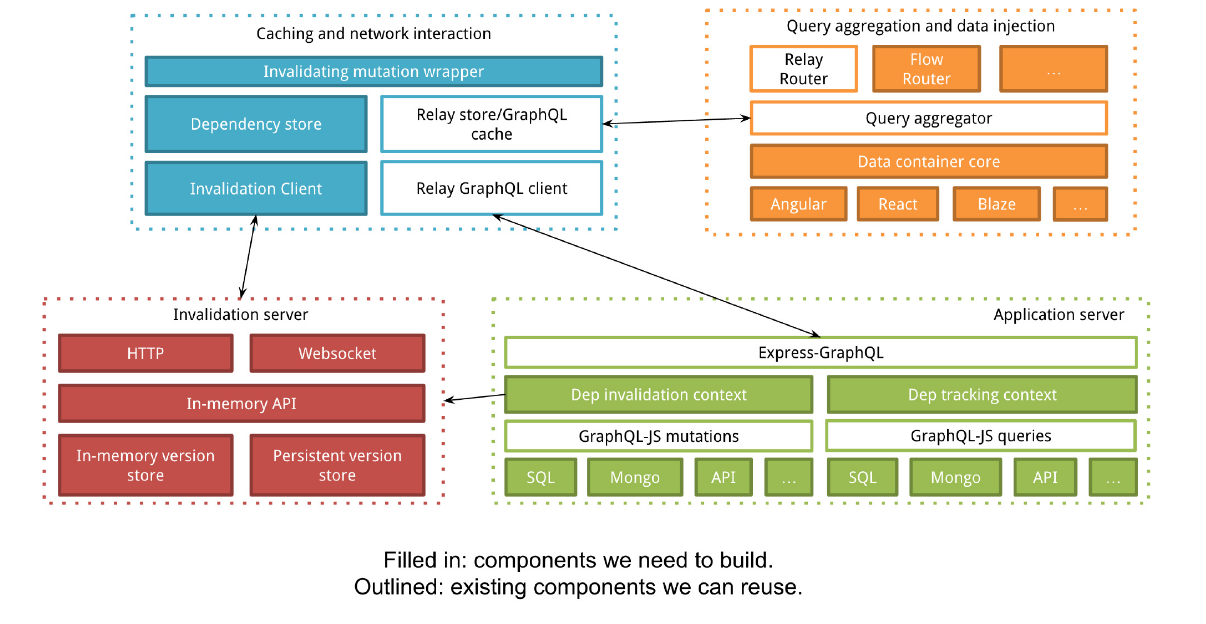 Caching and network interaction
Invalidating mutation wrapper
Dependency store
Relay store/GraphQL
cache
Invalidation Client
Relay GraphQL client
Query aggregation and data injection
Relay
Router
Flow
Router
...
Query aggregator
Data container core
Angular
React
Blaze
...
Invalidation server
HTTP
Websocket
In-memory API
In-memory version
store
Persistent version
store
Application server
Express-GraphQL
Dep invalidation context
Dep tracking context
GraphQL-JS mutations
GraphQL-JS queries
SQL
Mongo
API
...
SQL
Mongo
API
...
Filled in: components we need to build.
Outlined: existing components we can reuse.